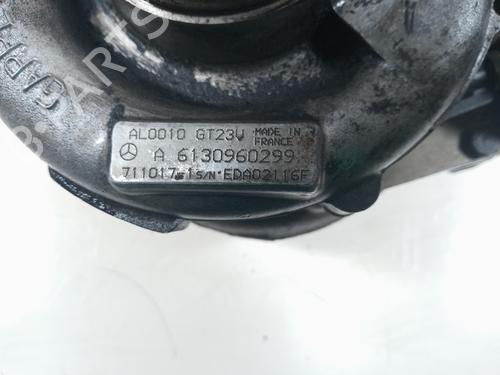 AL0010 GT23V MADE IN
FRANCE
A 6130960299
711017-1 S/N EDA02116F